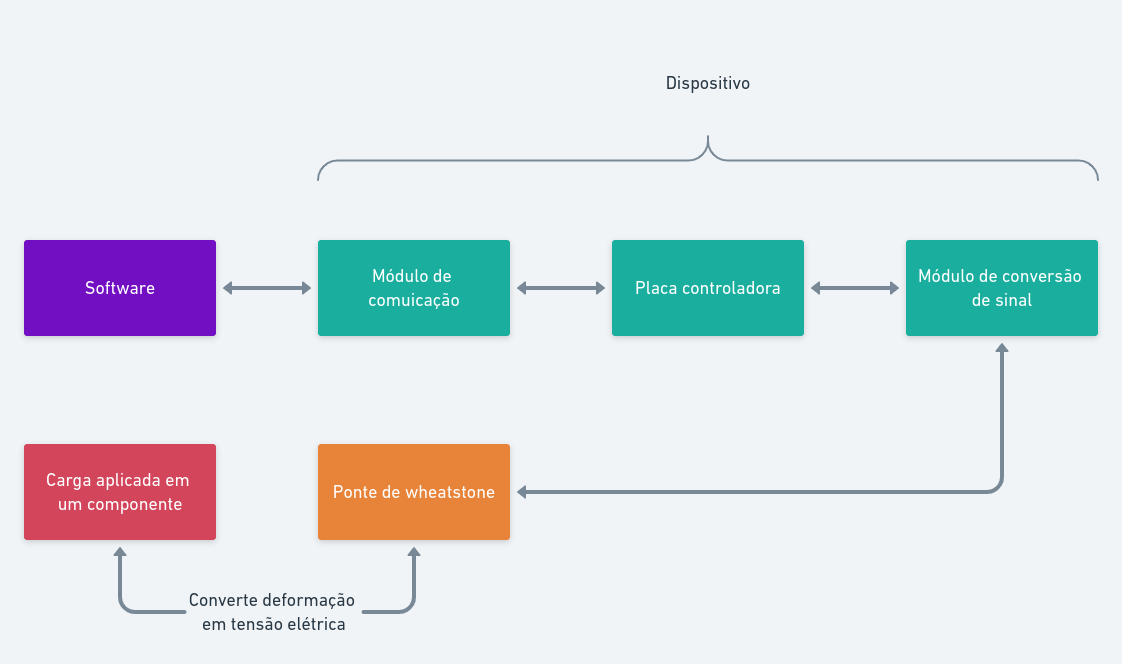 Dispositivo
Software
Módulo de
comuicação
Placa controladora
Módulo de conversão
de sinal
Carga aplicada em
um componente
Ponte de wheatstone
Converte deformação
em tensão elétrica